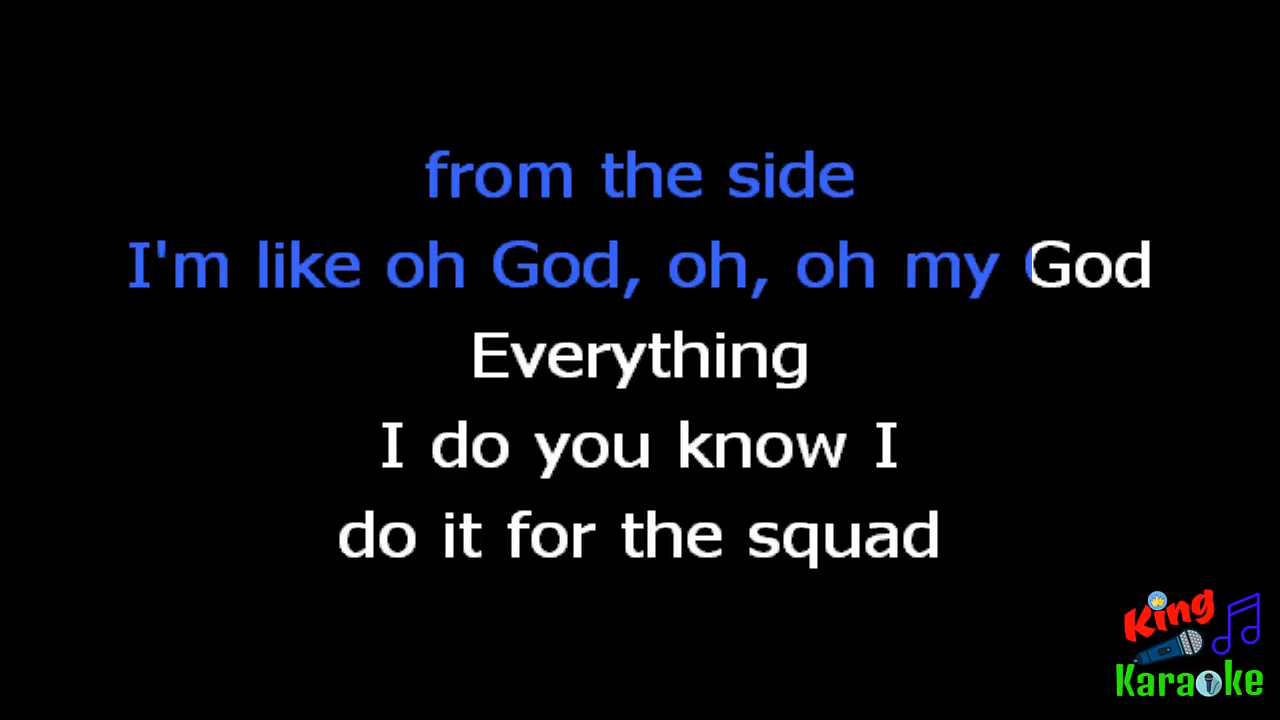 from the side
I'm like oh God, oh, oh my God
Everything
I do you know I
do it for the squad
King
Karaoke